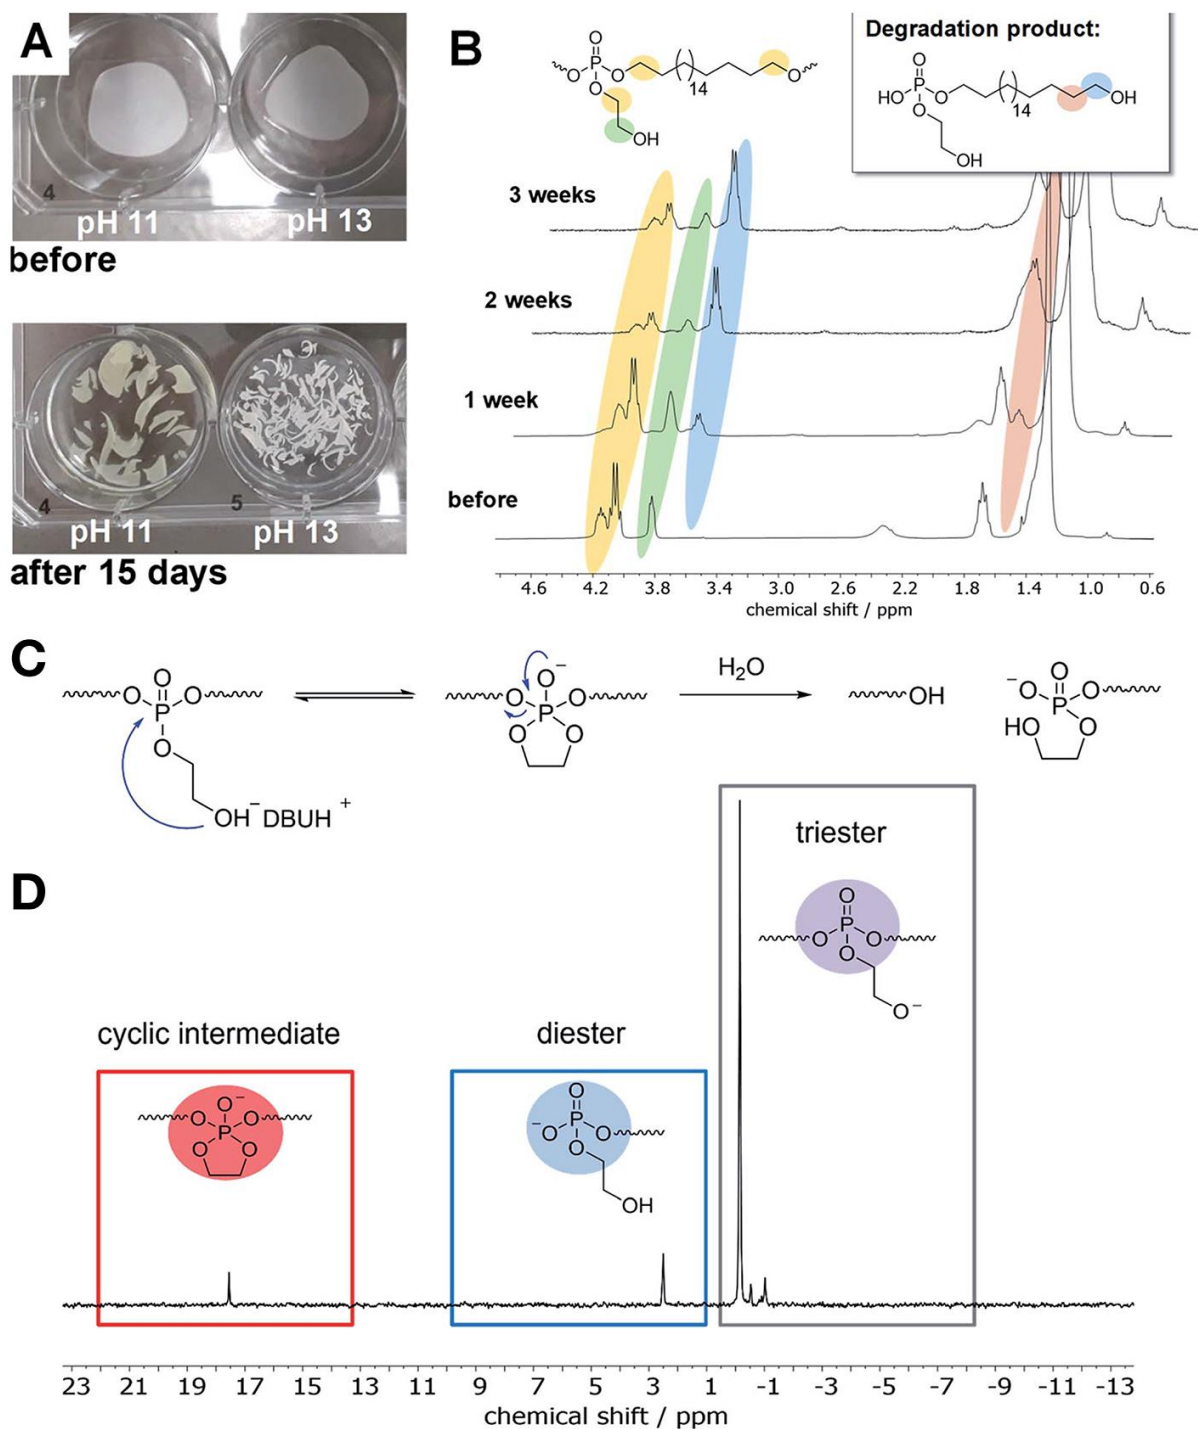 A
4
pH 11
pH 13
before
4
5
pH 11
pH 13
after 15 days
B
O
O
P
O
14
O
O
OH
Degradation product:
O
HO
P
O
14
OH
O
OH
3 weeks
2 weeks
1 week
before
4.6 4.2 3.8 3.4 3.0 2.6 2.2 1.8 1.4 1.0 0.6
chemical shift / ppm
C
O
O P O
O
OH⁻ DBUH⁺
O⁻
O P O
O O
H₂O
OH
O
⁻O P O
HO O
D
cyclic intermediate
O⁻
O P O
O O
diester
O
⁻O P O
O
OH
triester
O
O P O
O
O⁻
23 21 19 17 15 13 11 9 7 5 3 1 -1 -3 -5 -7 -9 -11 -13
chemical shift / ppm